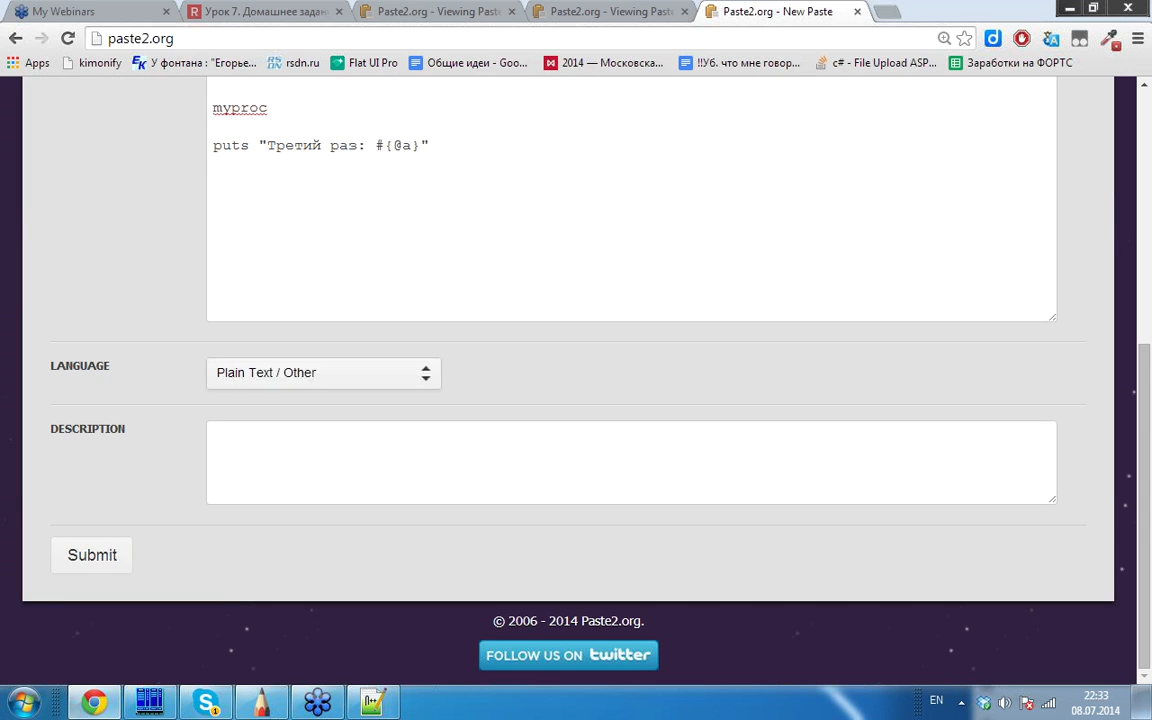 My Webinars
Урок 7. Домашнее задан
Paste2.org - Viewing Paste
Paste2.org - Viewing Paste
Paste2.org - New Paste
paste2.org
Apps
kimonify
У фонтана : "Егорье...
rsdn.ru
Flat UI Pro
Общие идеи - Goo...
2014 — Московска...
!!Уб. что мне говор...
c# - File Upload ASP...
Заработки на ФОРТС
myproc
puts "Третий раз: #{@a}"
LANGUAGE
Plain Text / Other
DESCRIPTION
Submit
© 2006 - 2014 Paste2.org.
FOLLOW US ON twitter
EN
22:33
08.07.2014